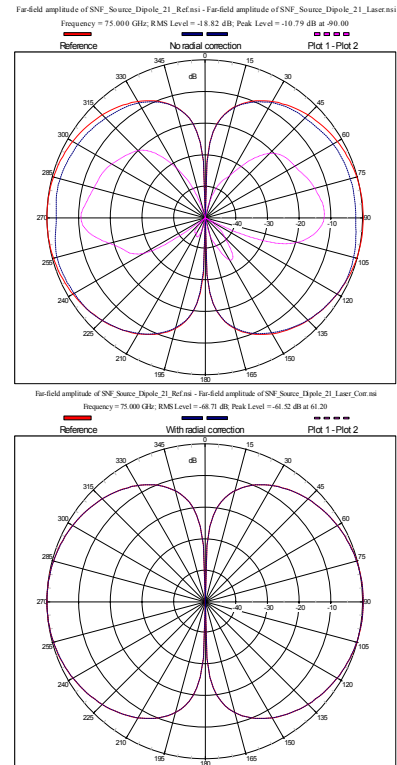 Far-field amplitude of SNF_Source_Dipole_21_Ref.nsi - Far-field amplitude of SNF_Source_Dipole_21_Laser.nsi
Frequency = 75.000 GHz; RMS Level = -18.82 dB; Peak Level = -10.79 dB at -90.00
Reference No radial correction Plot 1 - Plot 2
0
330 15
dB 30
315 45
300 60
285 75
270 -40 -30 -20 -10 90
255 105
240 120
225 135
210 150
195 165
180
Far-field amplitude of SNF_Source_Dipole_21_Ref.nsi - Far-field amplitude of SNF_Source_Dipole_21_Laser_Corr.nsi
Frequency = 75.000 GHz; RMS Level = -68.71 dB; Peak Level = -61.52 dB at 61.20
Reference With radial correction Plot 1 - Plot 2
0
15
330 dB 30
315 45
300 60
285 75
270 -40 -30 -20 -10 90
255 105
240 120
225 135
210 150
195 165
180